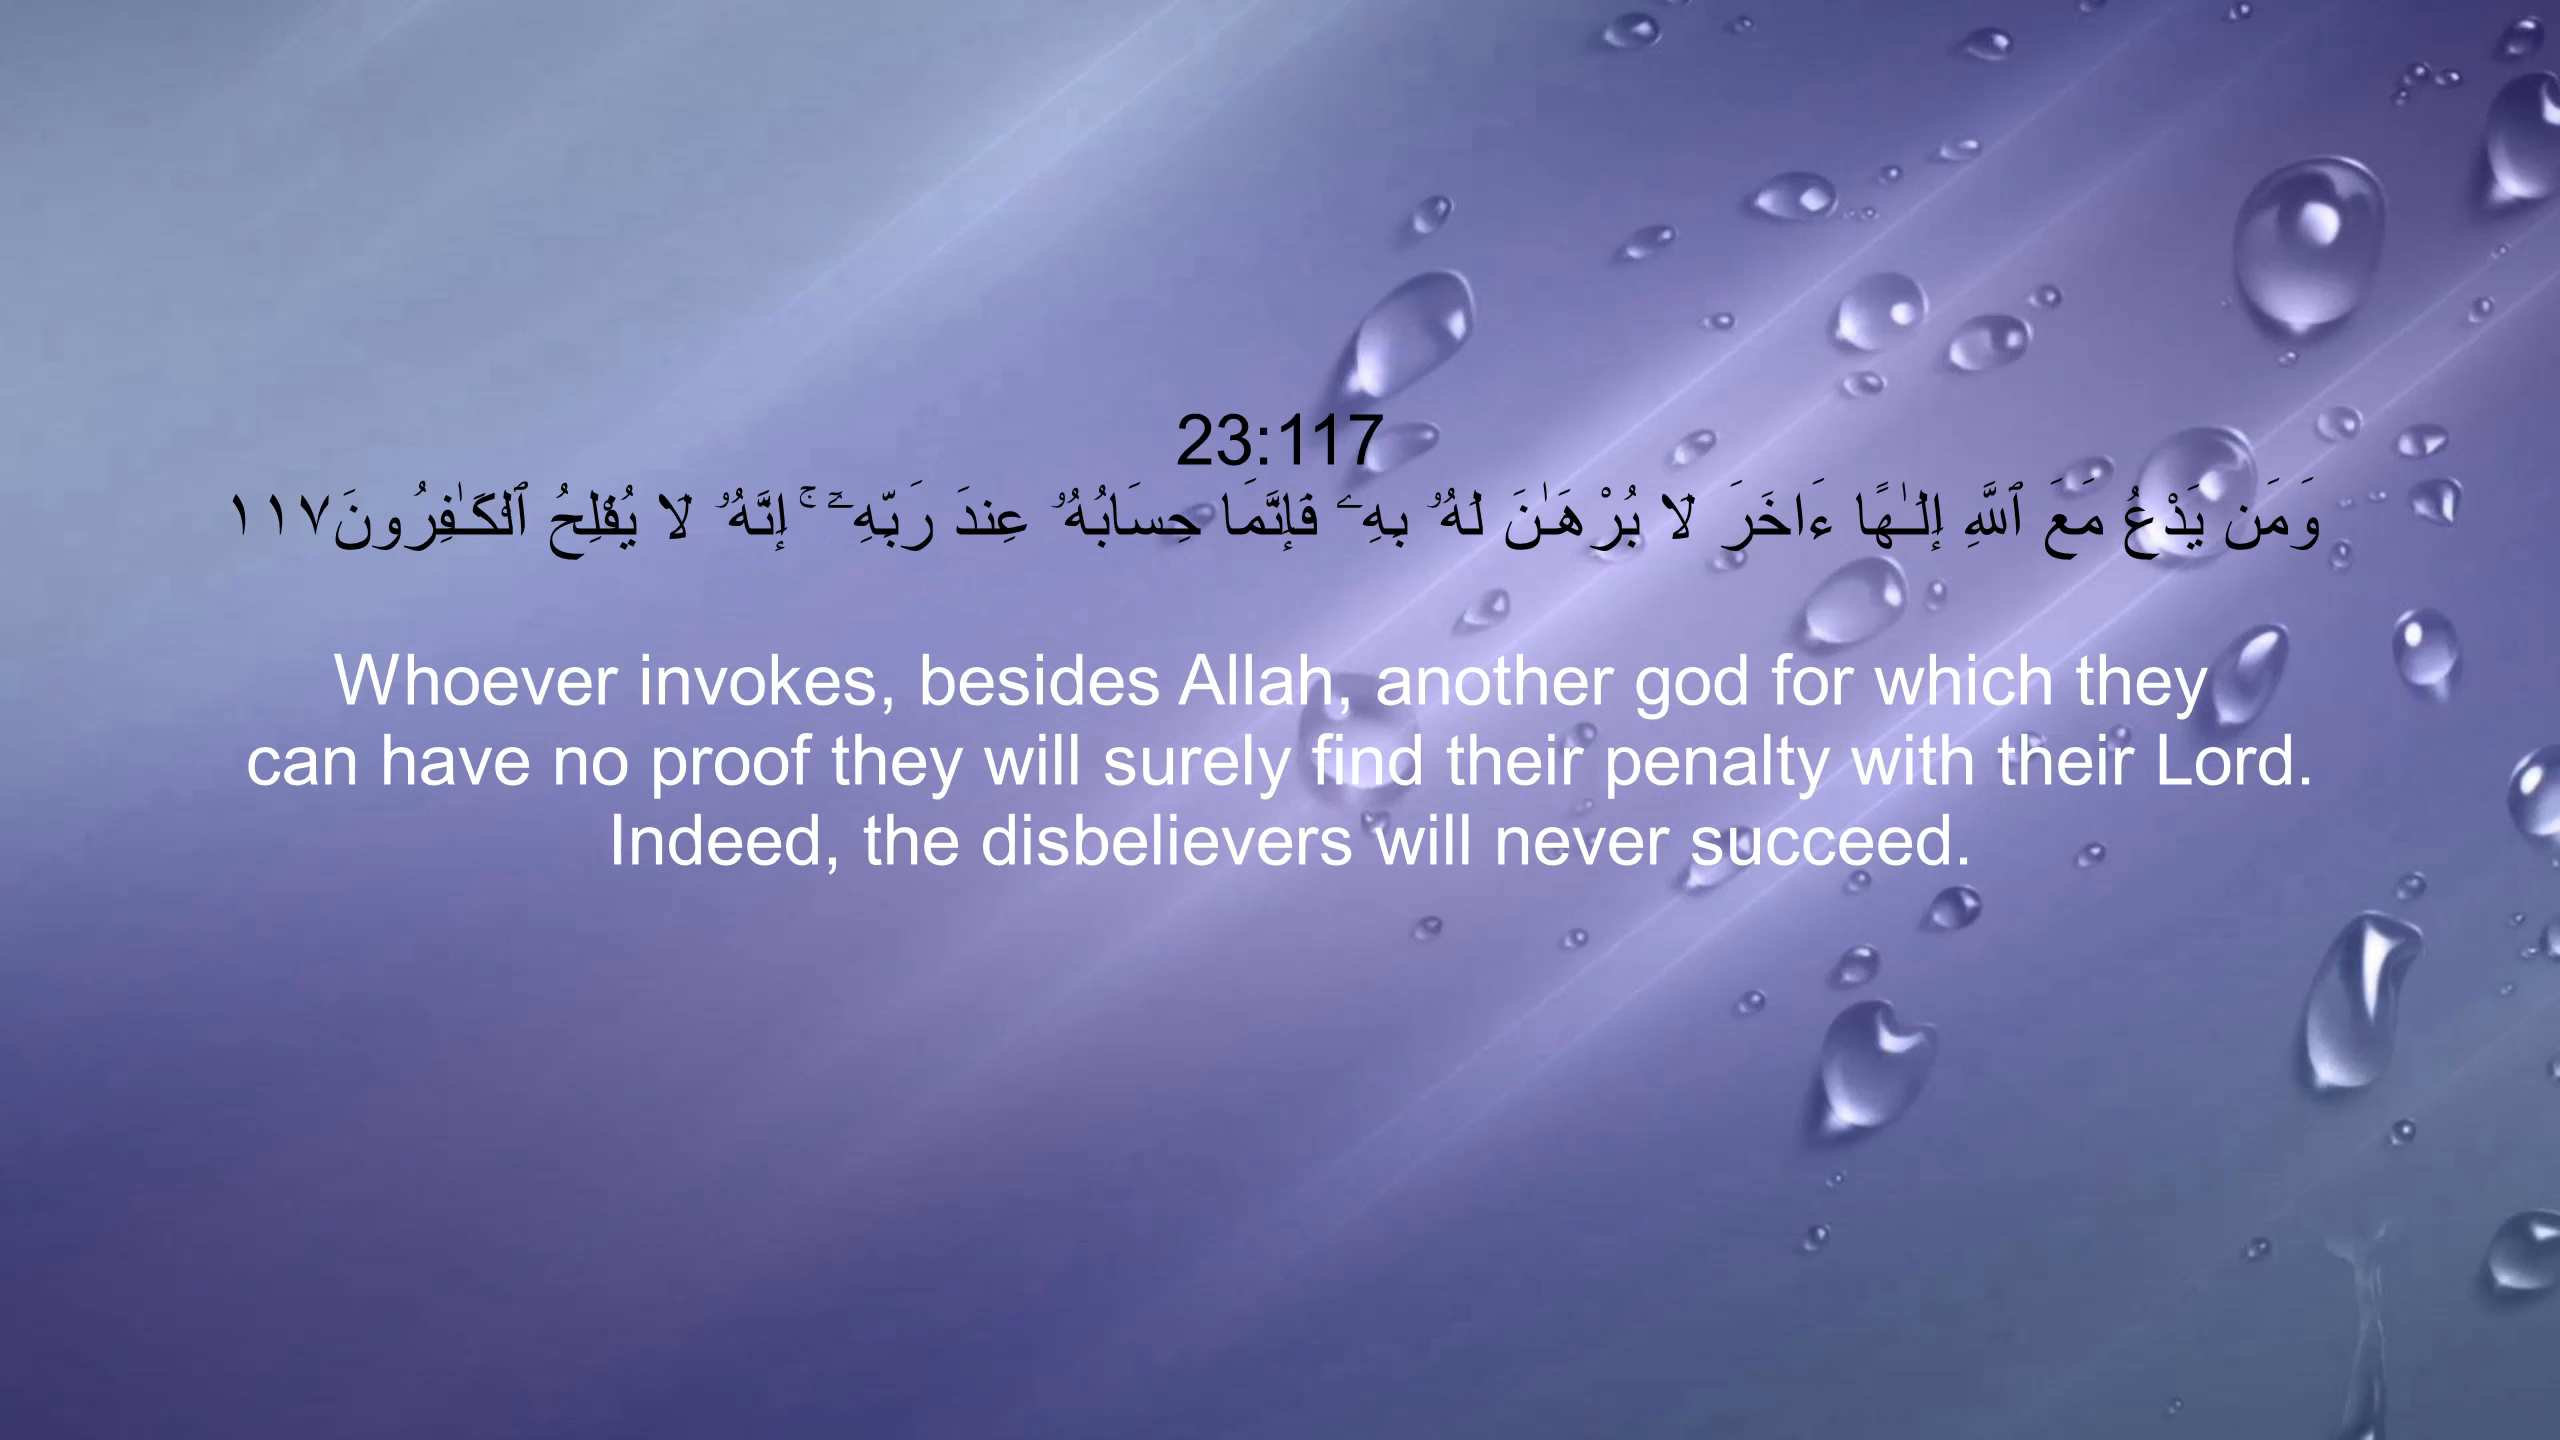 23:117
وَمَن يَدْعُ مَعَ ٱللَّهِ إِلَـٰهًا ءَاخَرَ لَا بُرْهَـٰنَ لَهُۥ بِهِۦ فَإِنَّمَا حِسَابُهُۥ عِندَ رَبِّهِۦٓ ۚ إِنَّهُۥ لَا يُفْلِحُ ٱلْكَـٰفِرُونَ١١٧
Whoever invokes, besides Allah, another god for which they
can have no proof they will surely find their penalty with their Lord.
Indeed, the disbelievers will never succeed.